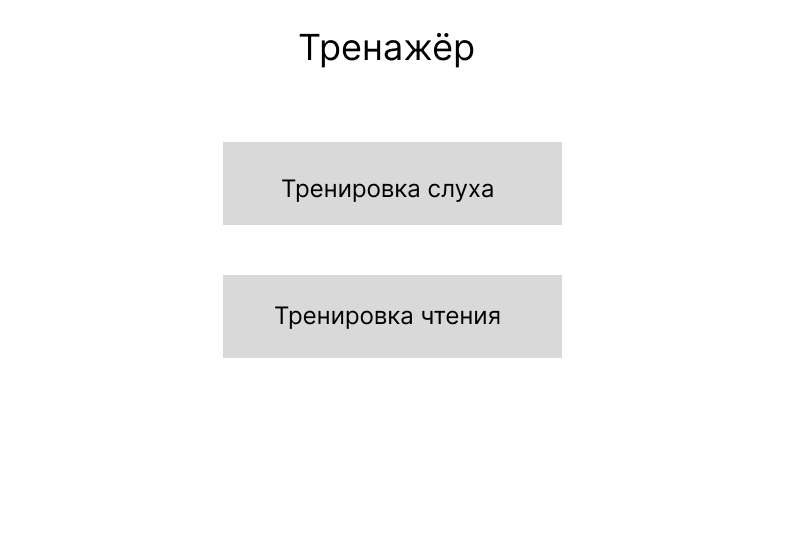 Тренажёр
Тренировка слуха
Тренировка чтения